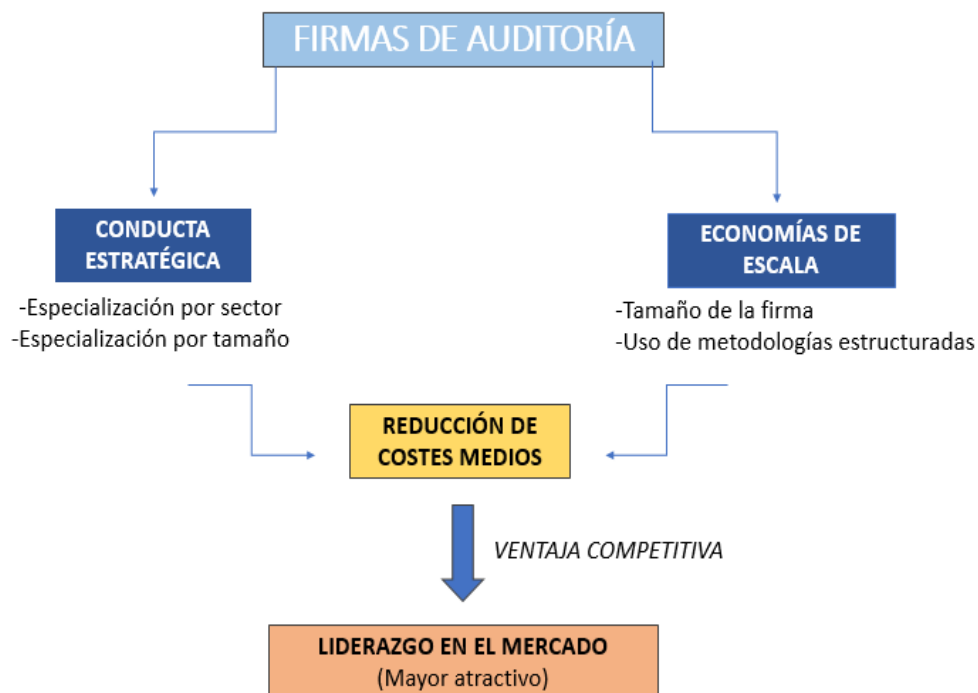 FIRMAS DE AUDITORÍA
CONDUCTA
ESTRATÉGICA
-Especialización por sector
-Especialización por tamaño
ECONOMÍAS DE
ESCALA
-Tamaño de la firma
-Uso de metodologías estructuradas
REDUCCIÓN DE
COSTES MEDIOS
VENTAJA COMPETITIVA
LIDERAZGO EN EL MERCADO
(Mayor atractivo)